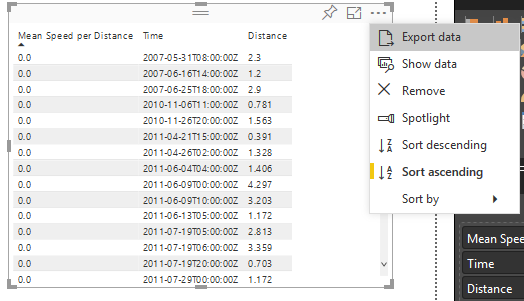 Mean Speed per Distance Time Distance
0.0 2007-05-31T08:00:00Z 2.3
0.0 2007-06-16T14:00:00Z 1.2
0.0 2007-06-25T18:00:00Z 2.9
0.0 2010-11-06T11:00:00Z 0.781
0.0 2010-11-26T20:00:00Z 1.563
0.0 2011-04-21T15:00:00Z 0.391
0.0 2011-04-26T02:00:00Z 1.328
0.0 2011-06-04T04:00:00Z 1.406
0.0 2011-06-09T00:00:00Z 4.297
0.0 2011-06-09T10:00:00Z 3.203
0.0 2011-06-13T05:00:00Z 1.172
0.0 2011-07-19T05:00:00Z 2.813
0.0 2011-07-19T06:00:00Z 3.359
0.0 2011-07-19T20:00:00Z 0.703
0.0 2011-07-29T00:00:00Z 1.172
Export data
Show data
Remove
Spotlight
Sort descending
Sort ascending
Sort by
Mean Spee
Time
Distance